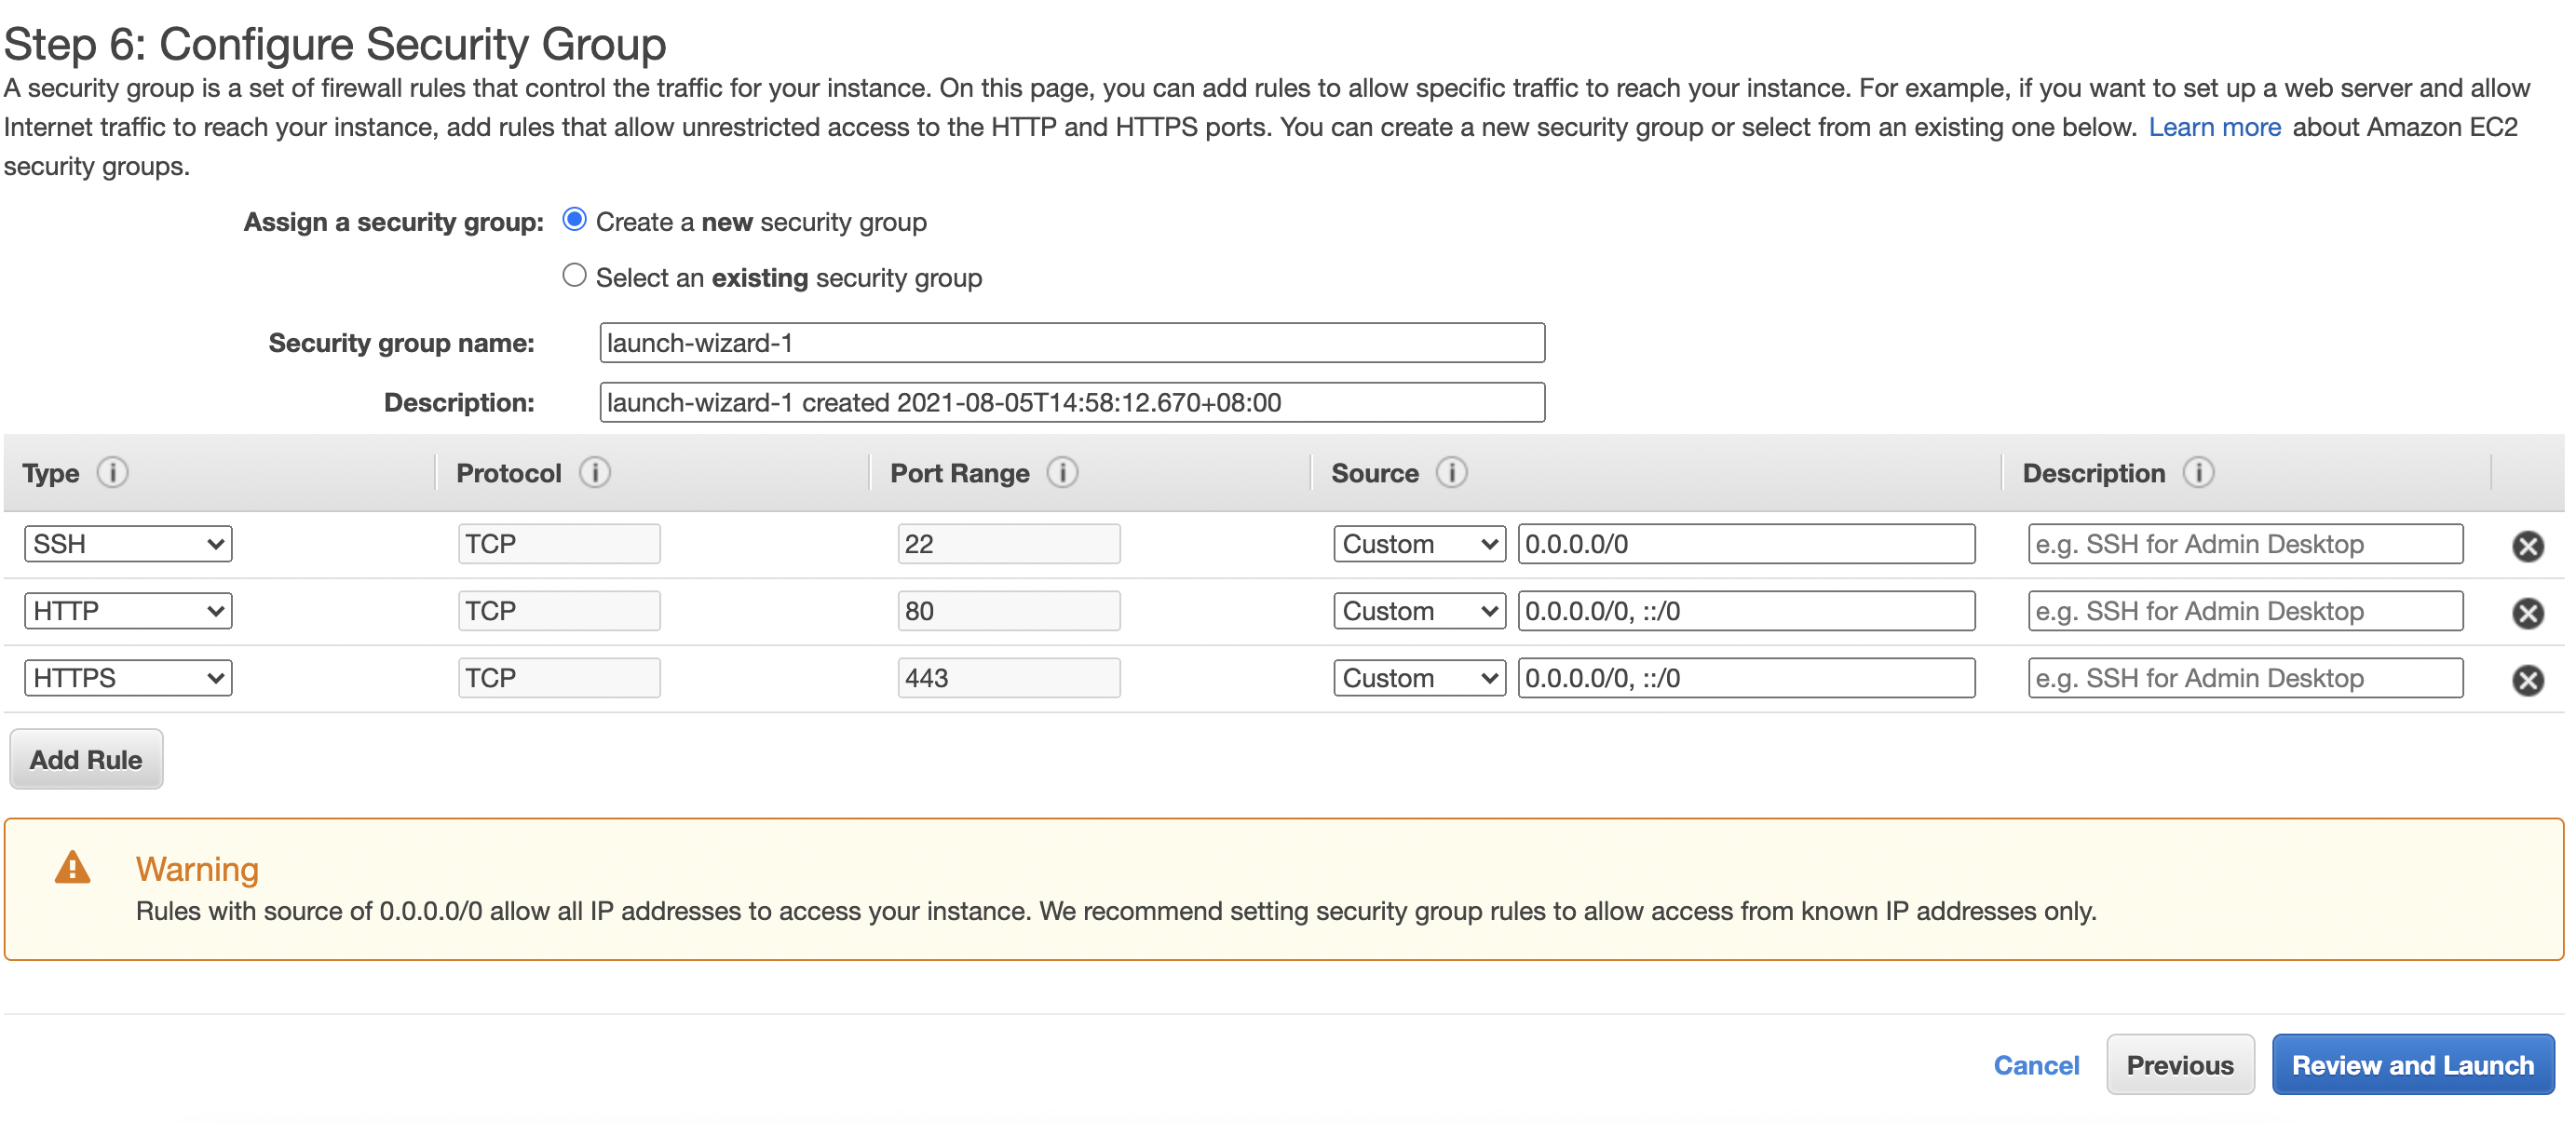 Step 6: Configure Security Group
A security group is a set of firewall rules that control the traffic for your instance. On this page, you can add rules to allow specific traffic to reach your instance. For example, if you want to set up a web server and allow
Internet traffic to reach your instance, add rules that allow unrestricted access to the HTTP and HTTPS ports. You can create a new security group or select from an existing one below. Learn more about Amazon EC2
security groups.
Assign a security group: Create a new security group
Select an existing security group
Security group name: launch-wizard-1
Description: launch-wizard-1 created 2021-08-05T14:58:12.670+08:00
Type i Protocol i Port Range i Source i Description i
SSH TCP 22 Custom 0.0.0.0/0 e.g. SSH for Admin Desktop
HTTP TCP 80 Custom 0.0.0.0/0, ::/0 e.g. SSH for Admin Desktop
HTTPS TCP 443 Custom 0.0.0.0/0, ::/0 e.g. SSH for Admin Desktop
Add Rule
Warning
Rules with source of 0.0.0.0/0 allow all IP addresses to access your instance. We recommend setting security group rules to allow access from known IP addresses only.
Cancel Previous Review and Launch